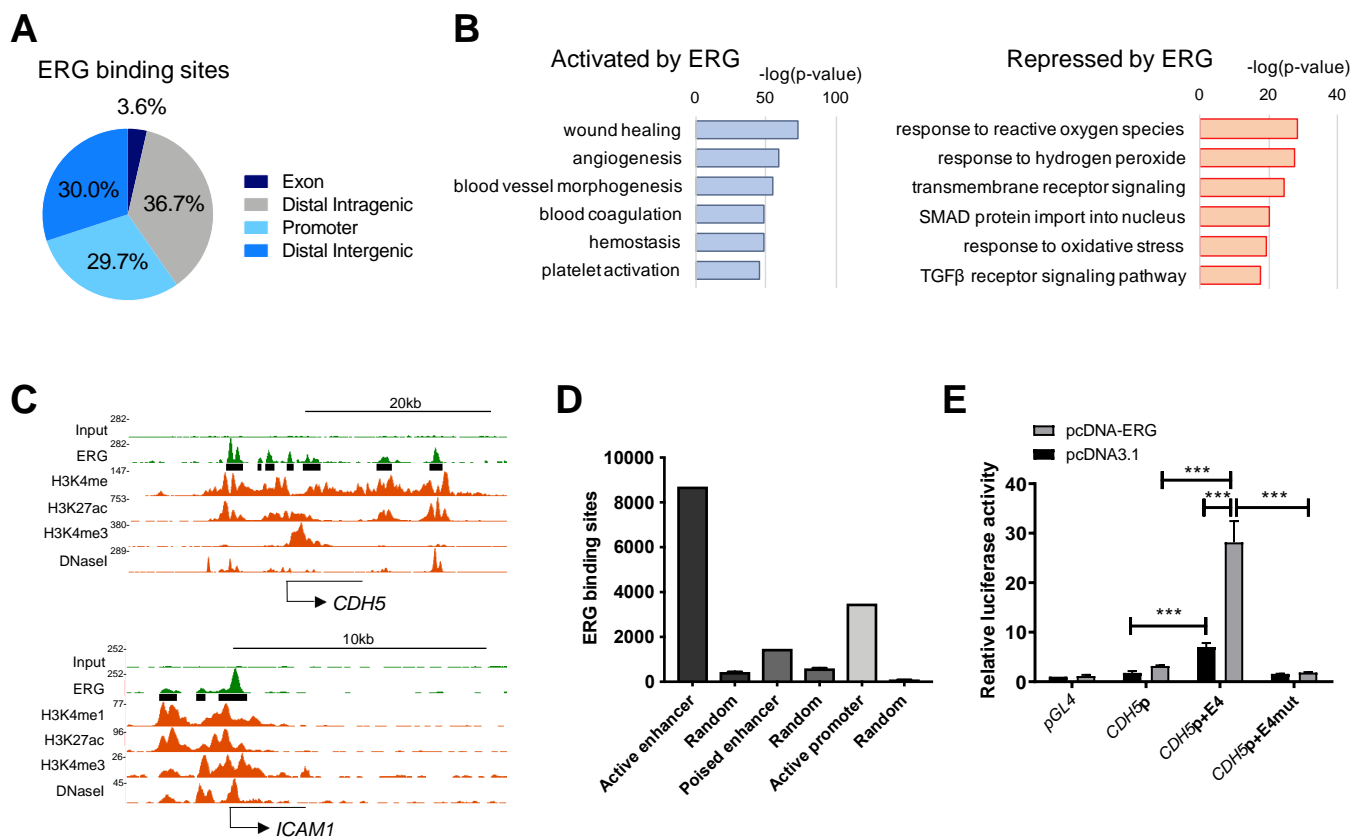 A
ERG binding sites
3.6%
36.7%
29.7%
30.0%
Exon
Distal Intragenic
Promoter
Distal Intergenic
B
Activated by ERG
-log(p-value)
0 50 100
wound healing
angiogenesis
blood vessel morphogenesis
blood coagulation
hemostasis
platelet activation
Repressed by ERG
-log(p-value)
0 20 40
response to reactive oxygen species
response to hydrogen peroxide
transmembrane receptor signaling
SMAD protein import into nucleus
response to oxidative stress
TGFβ receptor signaling pathway
C
20kb
282-
Input
282-
ERG
147-
H3K4me
753-
H3K27ac
380-
H3K4me3
289-
DNaseI
CDH5
10kb
252-
Input
252-
ERG
77-
H3K4me1
96-
H3K27ac
26-
H3K4me3
45-
DNaseI
ICAM1
D
ERG binding sites
10000
8000
6000
4000
2000
0
Active enhancer
Random
Poised enhancer
Random
Active promoter
Random
E
pcDNA-ERG
pcDNA3.1
Relative luciferase activity
40
30
20
10
0
***
***
***
***
pGL4
CDH5p
CDH5p+E4
CDH5p+E4mut